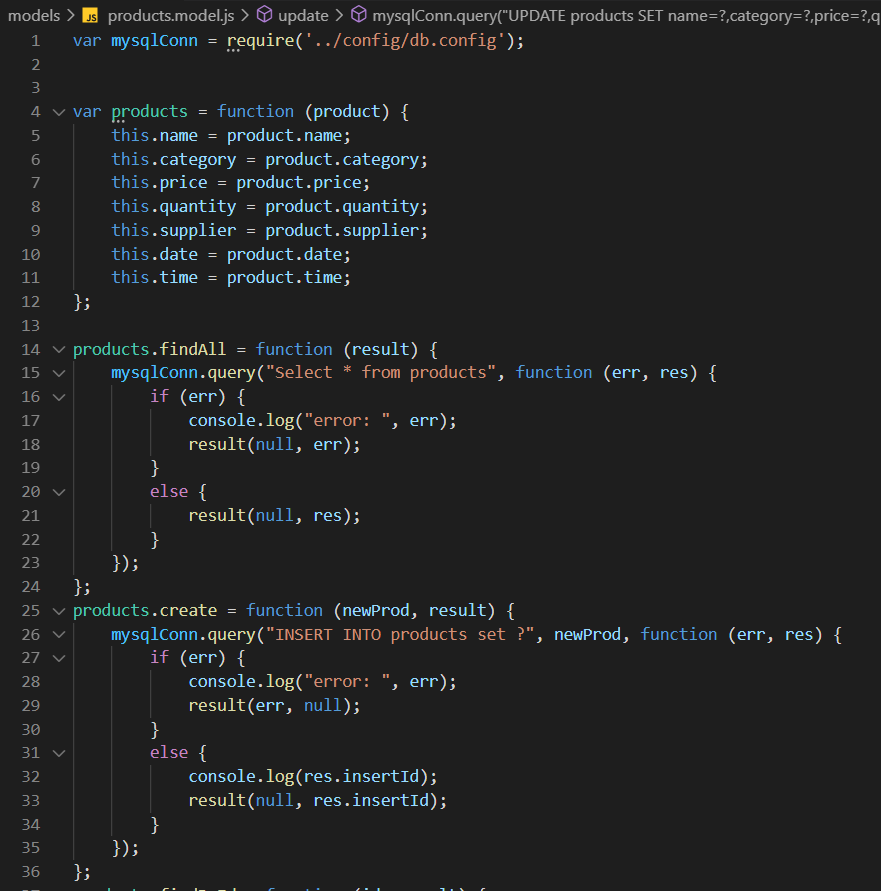 models > JS products.model.js > update > mysqlConn.query("UPDATE products SET name=?,category=?,price=?,q
1 var mysqlConn = require('../config/db.config');
2
3
4 var products = function (product) {
5     this.name = product.name;
6     this.category = product.category;
7     this.price = product.price;
8     this.quantity = product.quantity;
9     this.supplier = product.supplier;
10     this.date = product.date;
11     this.time = product.time;
12 };
13
14 products.findAll = function (result) {
15     mysqlConn.query("Select * from products", function (err, res) {
16         if (err) {
17             console.log("error: ", err);
18             result(null, err);
19         }
20         else {
21             result(null, res);
22         }
23     });
24 };
25 products.create = function (newProd, result) {
26     mysqlConn.query("INSERT INTO products set ?", newProd, function (err, res) {
27         if (err) {
28             console.log("error: ", err);
29             result(err, null);
30         }
31         else {
32             console.log(res.insertId);
33             result(null, res.insertId);
34         }
35     });
36 };